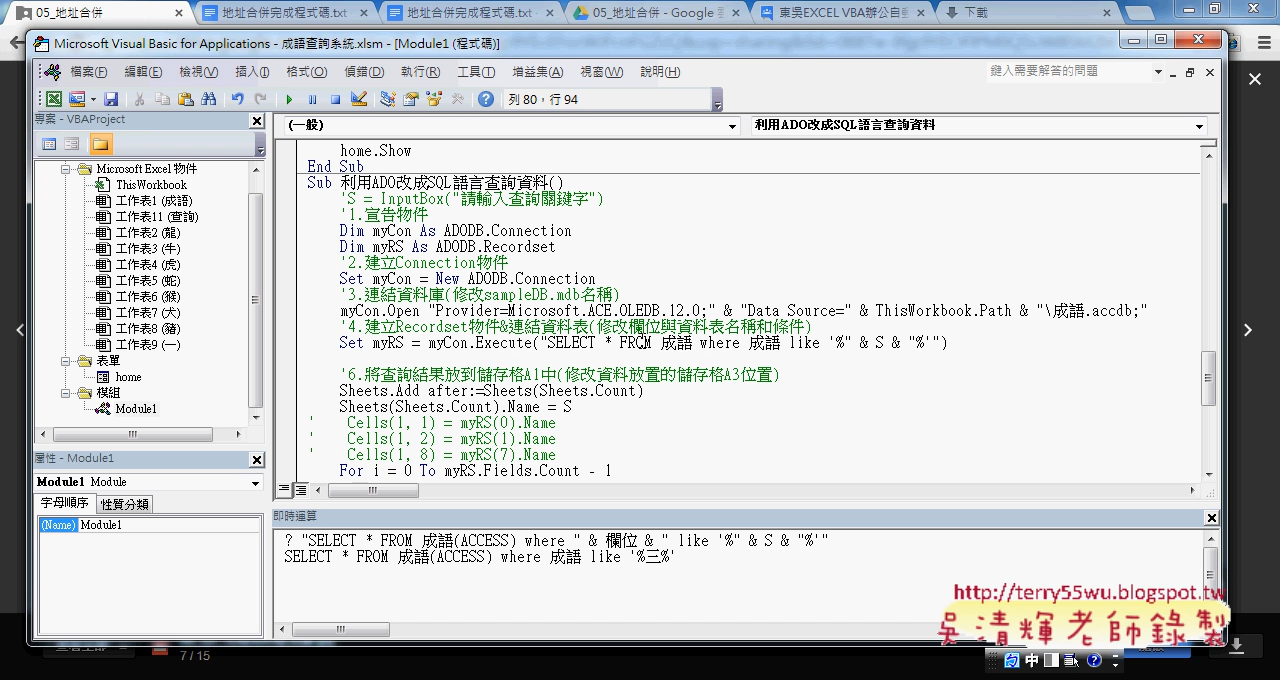 05_地址合併
地址合併完成程式碼.txt
地址合併完成程式碼.txt
05_地址合併 - Google
東吳EXCEL VBA辦公自
下載
Microsoft Visual Basic for Applications - 成語查詢系統.xlsm - [Module1 (程式碼)]
檔案(F) 編輯(E) 檢視(V) 插入(I) 格式(O) 偵錯(D) 執行(R) 工具(T) 增益集(A) 視窗(W) 說明(H)
鍵入需要解答的問題
列 80，行 94
專案 - VBAProject
Microsoft Excel 物件
ThisWorkbook
工作表1 (成語)
工作表11 (查詢)
工作表2 (龍)
工作表3 (牛)
工作表4 (虎)
工作表5 (蛇)
工作表6 (猴)
工作表7 (犬)
工作表8 (豬)
工作表9 (一)
表單
home
模組
Module1
屬性 - Module1
Module1 Module
字母順序 性質分類
(Name) Module1
(一般)
利用ADO改成SQL語言查詢資料
home.Show
End Sub
Sub 利用ADO改成SQL語言查詢資料()
'S = InputBox("請輸入查詢關鍵字")
'1.宣告物件
Dim myCon As ADODB.Connection
Dim myRS As ADODB.Recordset
'2.建立Connection物件
Set myCon = New ADODB.Connection
'3.連結資料庫(修改sampleDB.mdb名稱)
myCon.Open "Provider=Microsoft.ACE.OLEDB.12.0;" & "Data Source=" & ThisWorkbook.Path & "\成語.accdb;"
'4.建立Recordset物件&連結資料表(修改欄位與資料表名稱和條件)
Set myRS = myCon.Execute("SELECT * FROM 成語 where 成語 like '%" & S & "%'")
'6.將查詢結果放到儲存格A1中(修改資料放置的儲存格A3位置)
Sheets.Add after:=Sheets(Sheets.Count)
Sheets(Sheets.Count).Name = S
' Cells(1, 1) = myRS(0).Name
' Cells(1, 2) = myRS(1).Name
' Cells(1, 8) = myRS(7).Name
For i = 0 To myRS.Fields.Count - 1
即時運算
? "SELECT * FROM 成語(ACCESS) where " & 欄位 & " like '%" & S & "%'"
SELECT * FROM 成語(ACCESS) where 成語 like '%三%'
http://terry55wu.blogspot.tw
吳清輝老師錄製
7 / 15
中